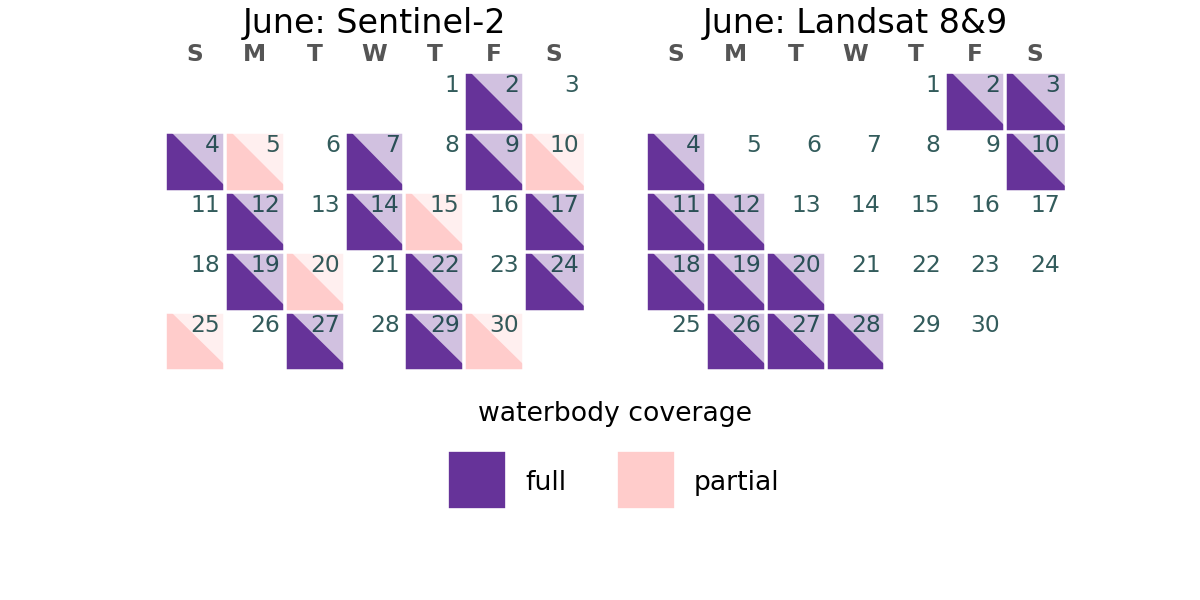 June: Sentinel-2
S M T W T F S
1 2 3
4 5 6 7 8 9 10
11 12 13 14 15 16 17
18 19 20 21 22 23 24
25 26 27 28 29 30
June: Landsat 8&9
S M T W T F S
1 2 3
4 5 6 7 8 9 10
11 12 13 14 15 16 17
18 19 20 21 22 23 24
25 26 27 28 29 30
waterbody coverage
full partial